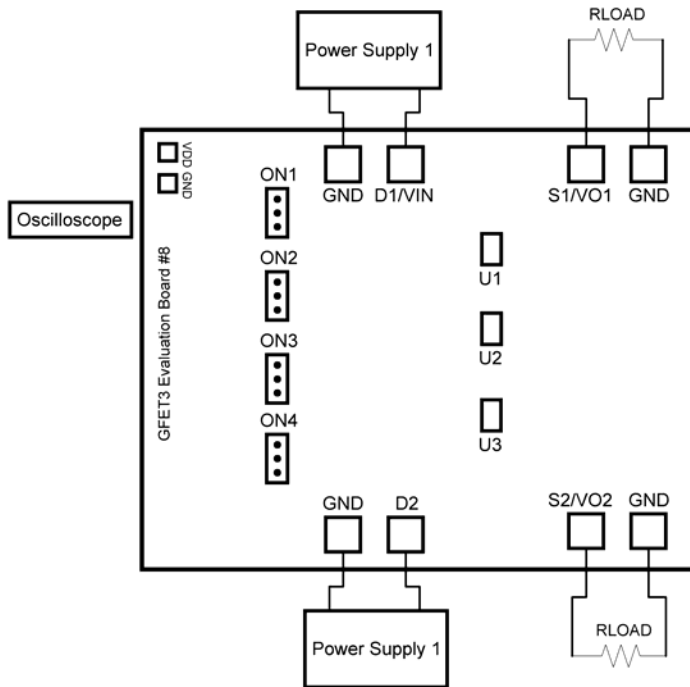 Power Supply 1
RLOAD
VDD
GND
ON1
GND
D1/VIN
S1/VO1
GND
Oscilloscope
GFET3 Evaluation Board #8
ON2
U1
ON3
U2
ON4
U3
GND
D2
S2/VO2
GND
Power Supply 1
RLOAD